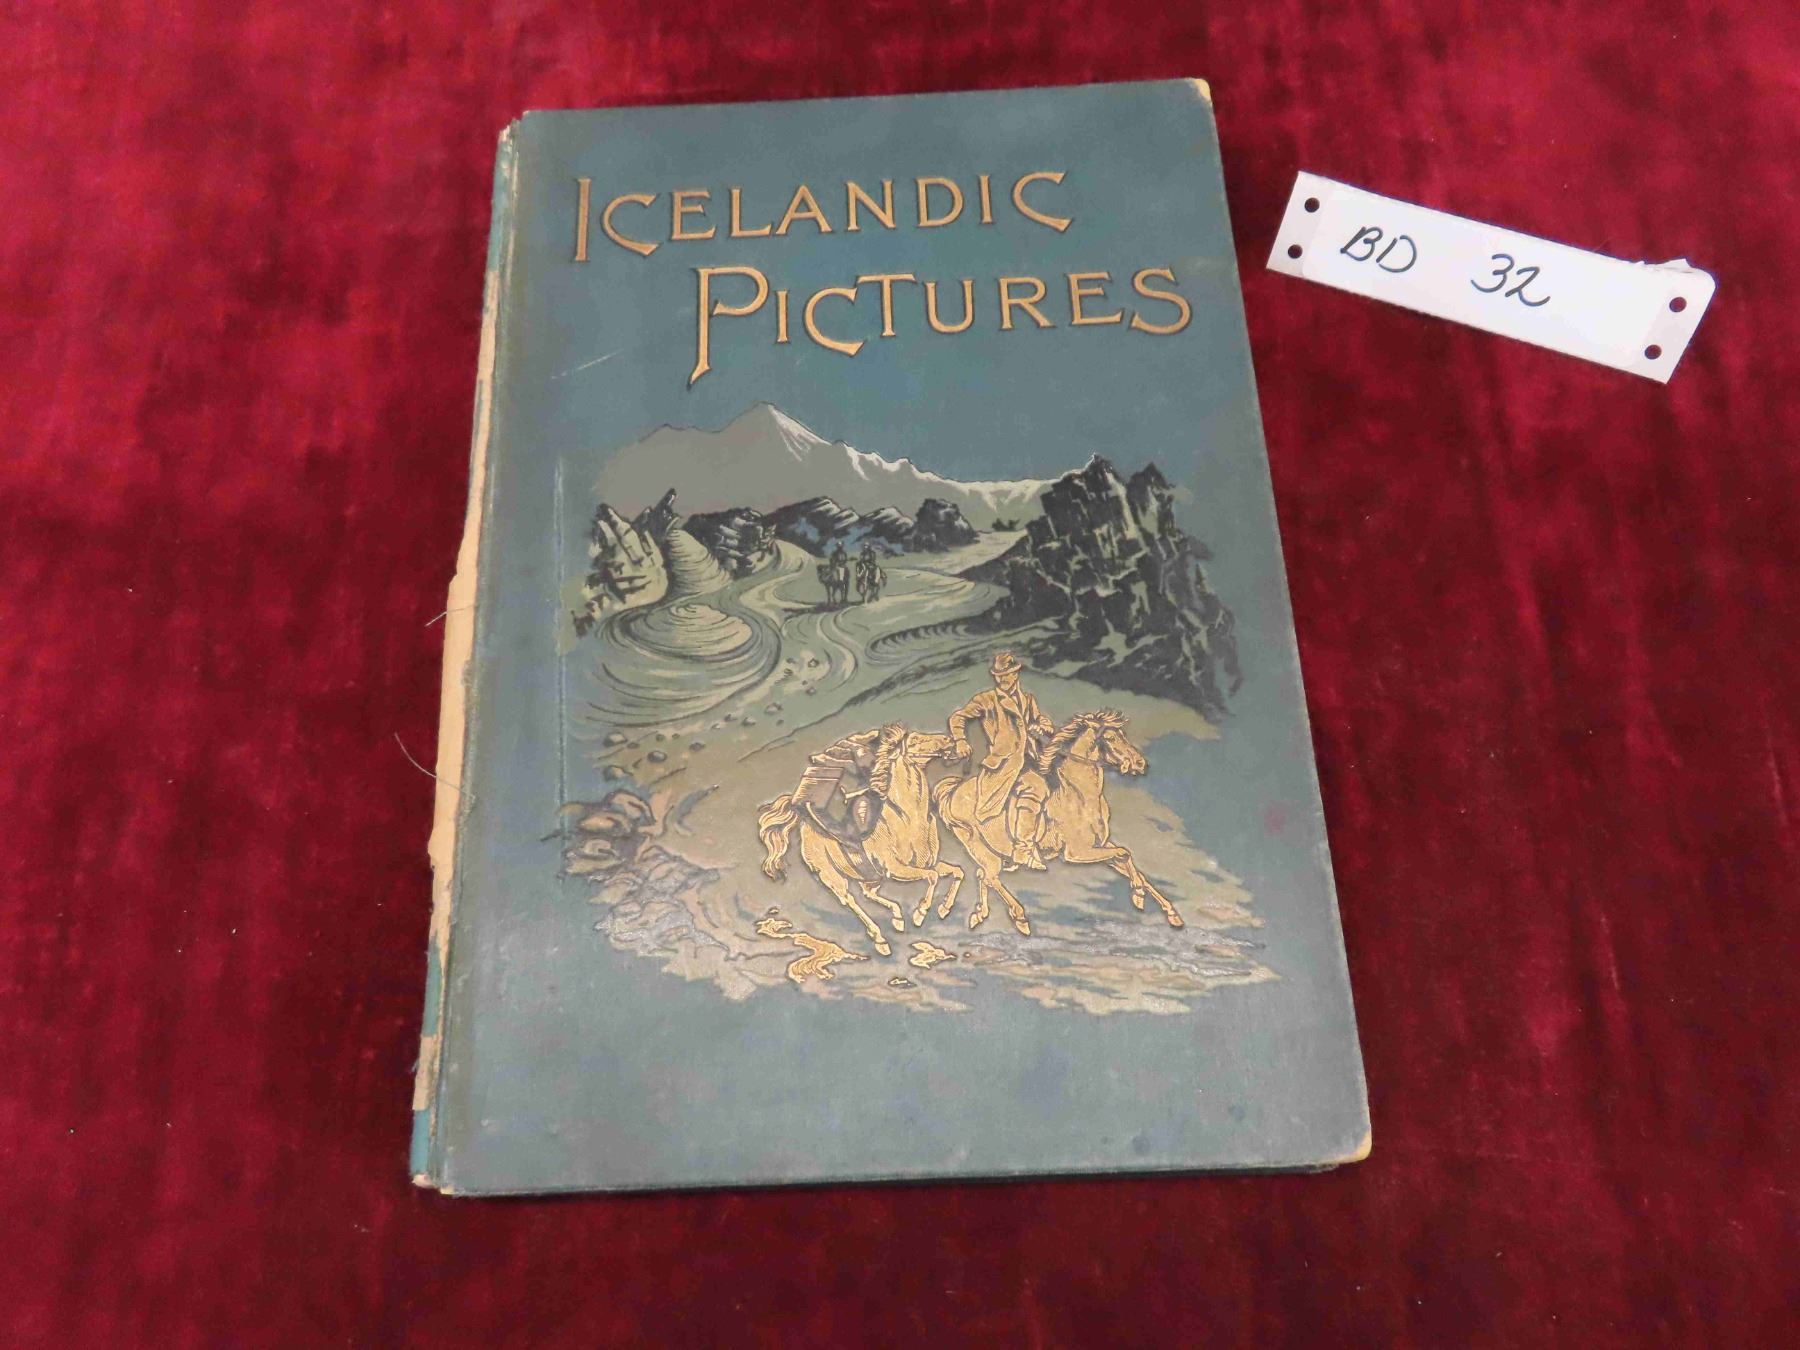 ICELANDIC
PICTURES
BD 32